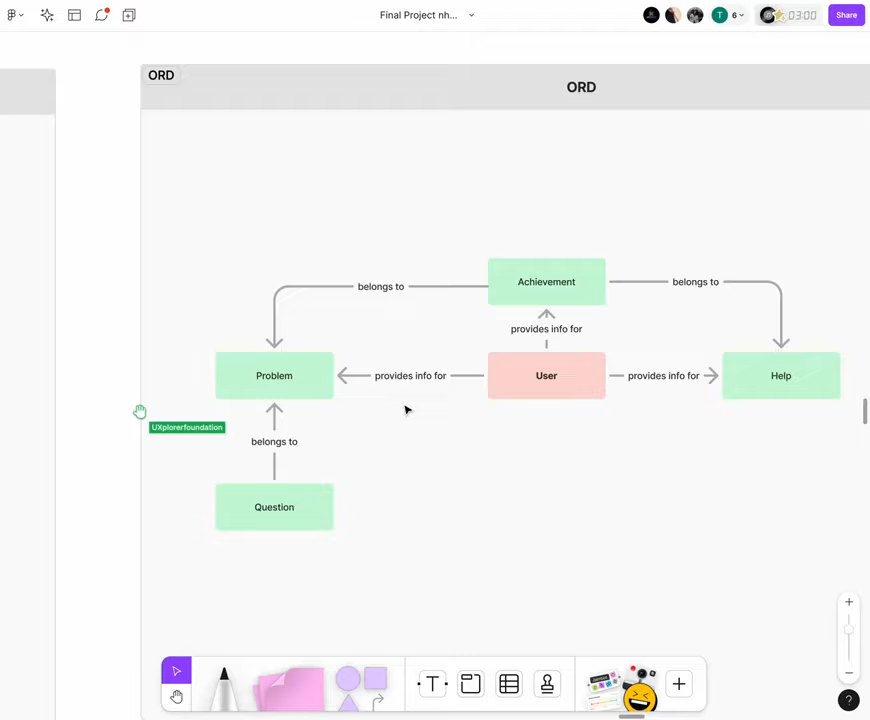 Final Project nh...
T
6
03:00
Share
ORD
ORD
Achievement
belongs to
belongs to
provides info for
Problem
provides info for
User
provides info for
Help
UXplorerfoundation
belongs to
Question
T
?